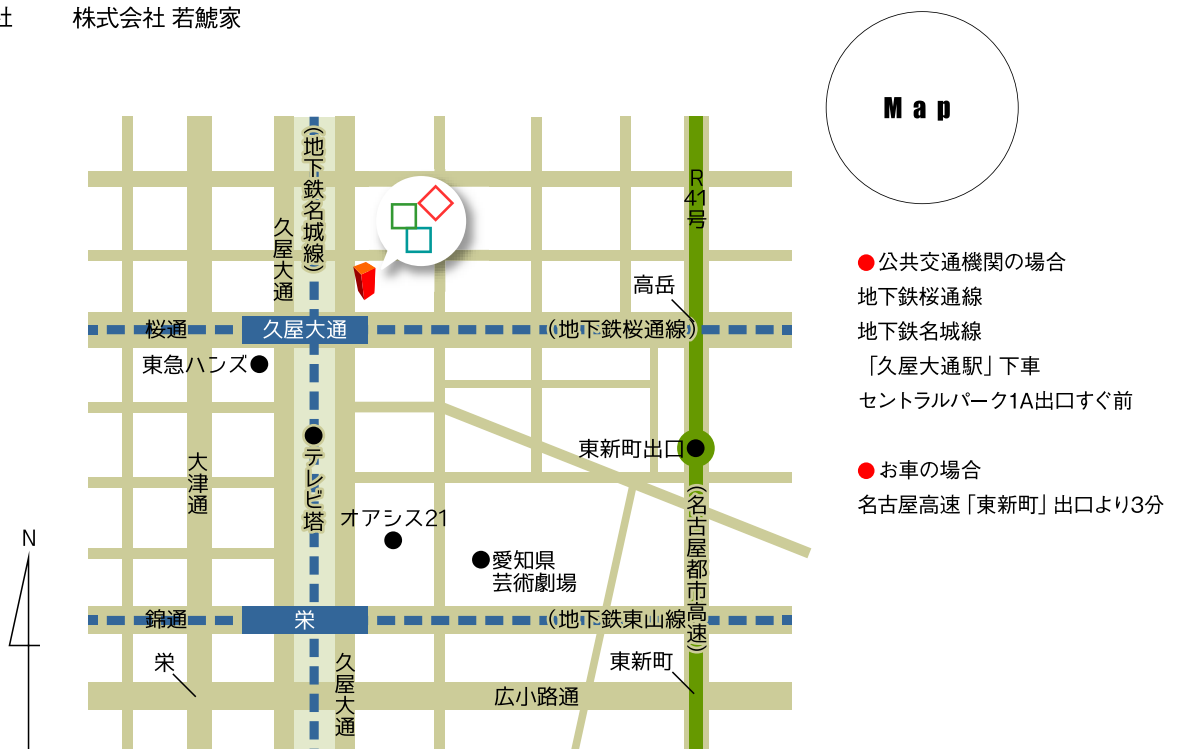 社
株式会社 若鯱家
Map
(地下鉄名城線)
久屋大通
R
41
号
高岳
桜通
久屋大通
(地下鉄桜通線)
東急ハンズ
東新町出口
大津通
テレビ塔
オアシス21
愛知県
芸術劇場
(名古屋都市高速)
N
錦通
栄
(地下鉄東山線)
栄
久屋大通
東新町
広小路通
●公共交通機関の場合
地下鉄桜通線
地下鉄名城線
「久屋大通駅」下車
セントラルパーク1A出口すぐ前
●お車の場合
名古屋高速「東新町」出口より3分